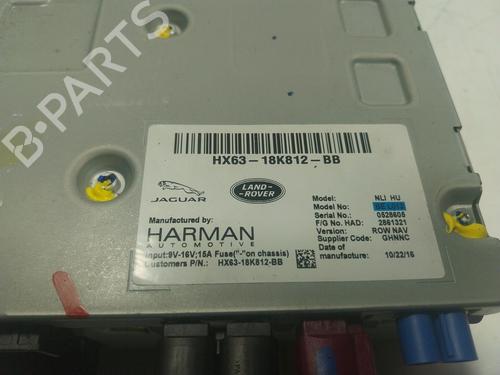 B-PARTS
HX63-18K812-BB
JAGUAR
LAND-ROVER
Manufactured by:
HARMAN
AUTOMOTIVE
Input:9V-16V;15A Fuse("-"on chassis)
Customers P/N.: HX63-18K812-BB
Model: NLI HU
Model No:
Serial No.: 0528605
F/G No. HAD: 2861321
Version: ROW NAV
Supplier Code: GHNNC
Date of
manufacture: 10/22/16